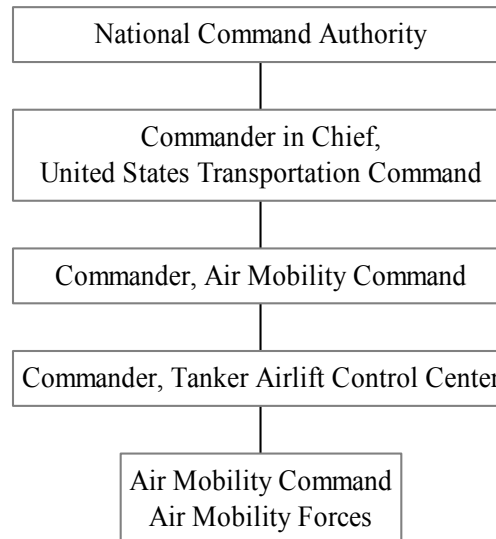 National Command Authority
Commander in Chief,
United States Transportation Command
Commander, Air Mobility Command
Commander, Tanker Airlift Control Center
Air Mobility Command
Air Mobility Forces